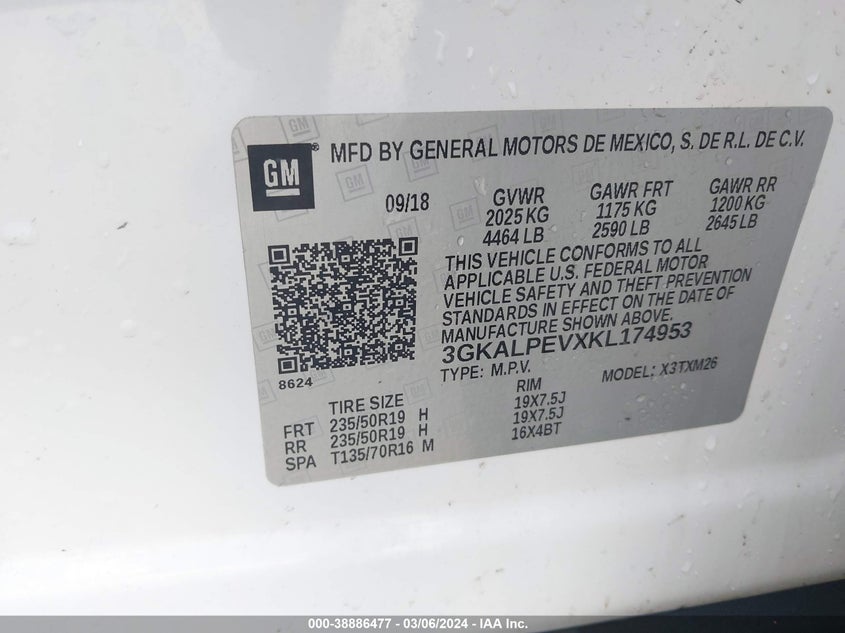 GM
MFD BY GENERAL MOTORS DE MEXICO, S. DE R.L. DE C.V.
09/18
GVWR
2025 KG
4464 LB
GAWR FRT
1175 KG
2590 LB
GAWR RR
1200 KG
2645 LB
THIS VEHICLE CONFORMS TO ALL
APPLICABLE U.S. FEDERAL MOTOR
VEHICLE SAFETY AND THEFT PREVENTION
STANDARDS IN EFFECT ON THE DATE OF
MANUFACTURE SHOWN ABOVE.
3GKALPEVXKL174953
TYPE: M.P.V. MODEL: X3TXM26
8624
TIRE SIZE RIM
FRT 235/50R19 H 19X7.5J
RR 235/50R19 H 19X7.5J
SPA T135/70R16 M 16X4BT
000-38886477 - 03/06/2024 - IAA Inc.